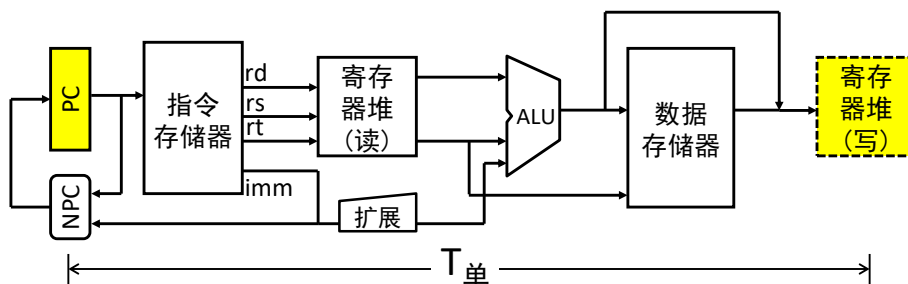 PC
NPC
指令
存储器
rd
rs
rt
imm
寄存
器堆
(读)
扩展
ALU
数据
存储器
寄存
器堆
(写)
T单